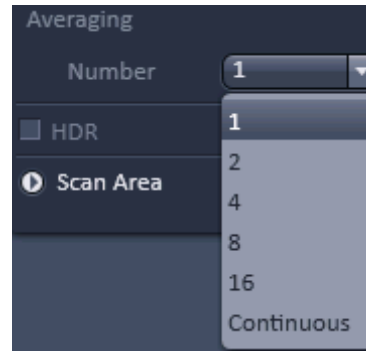 Averaging
Number 1
1
HDR
2
Scan Area
4
8
16
Continuous